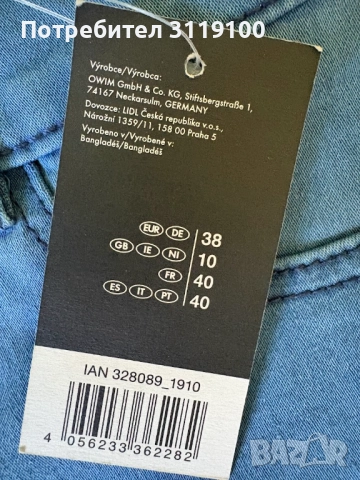 Потребител 3119100
Výrobce/Výrobca:
OWIM GmbH & Co. KG, Stiftsbergstraße 1,
74167 Neckarsulm, GERMANY
Dovozce: LIDL Česká republika v.o.s.,
Nárožní 1359/11, 158 00 Praha 5
Vyrobeno v/Vyrobené v:
Bangladéš/Bangladéš
EUR DE 38
GB IE NI 10
FR 40
ES IT PT 40
IAN 328089_1910
4 056233 362282
BAZAR